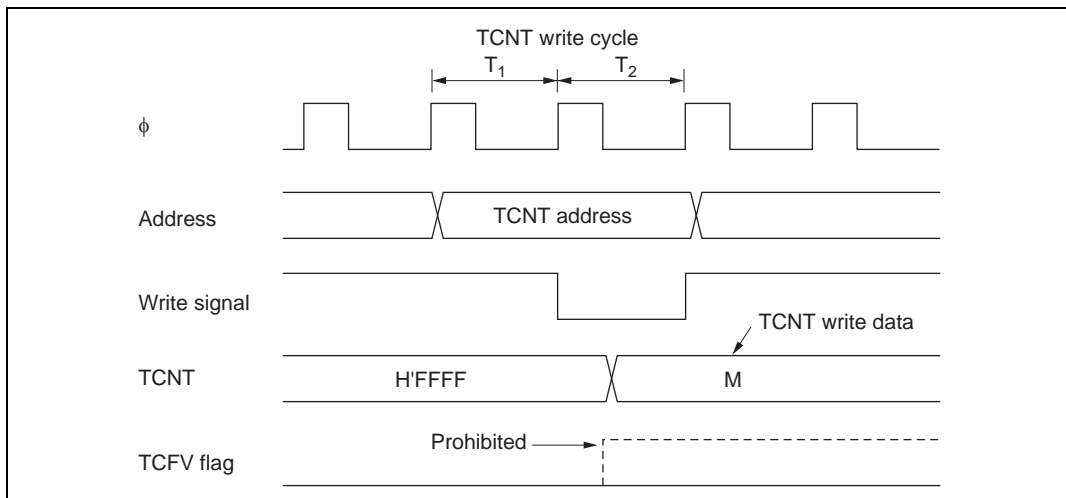 TCNT write cycle
T1 T2
ϕ
Address
TCNT address
Write signal
TCNT write data
TCNT
H'FFFF
M
Prohibited
TCFV flag